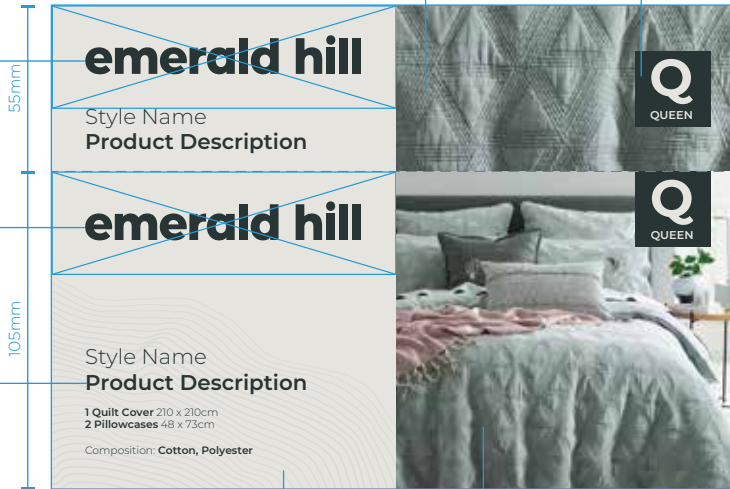 55mm
emerald hill
Style Name
Product Description
Q
QUEEN
105mm
emerald hill
Style Name
Product Description
1 Quilt Cover 210 x 210cm
2 Pillowcases 48 x 73cm
Composition: Cotton, Polyester
Q
QUEEN